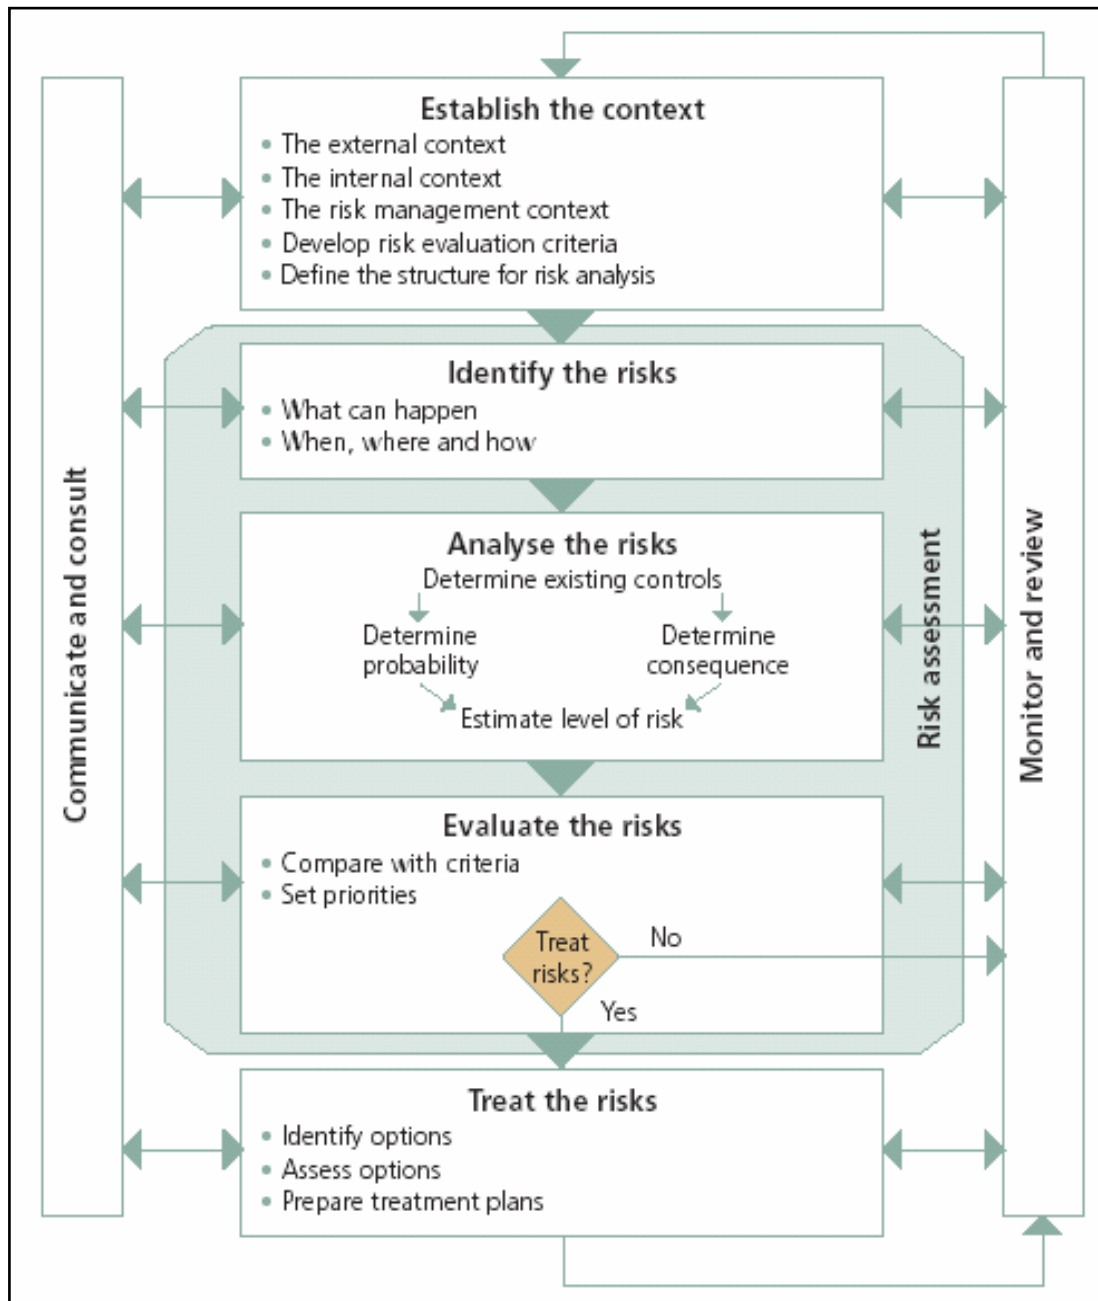 Establish the context
• The external context
• The internal context
• The risk management context
• Develop risk evaluation criteria
• Define the structure for risk analysis
Identify the risks
• What can happen
• When, where and how
Analyse the risks
Determine existing controls
Determine
probability
Determine
consequence
Estimate level of risk
Evaluate the risks
• Compare with criteria
• Set priorities
Treat
risks?
No
Yes
Treat the risks
• Identify options
• Assess options
• Prepare treatment plans
Communicate and consult
Risk assessment
Monitor and review